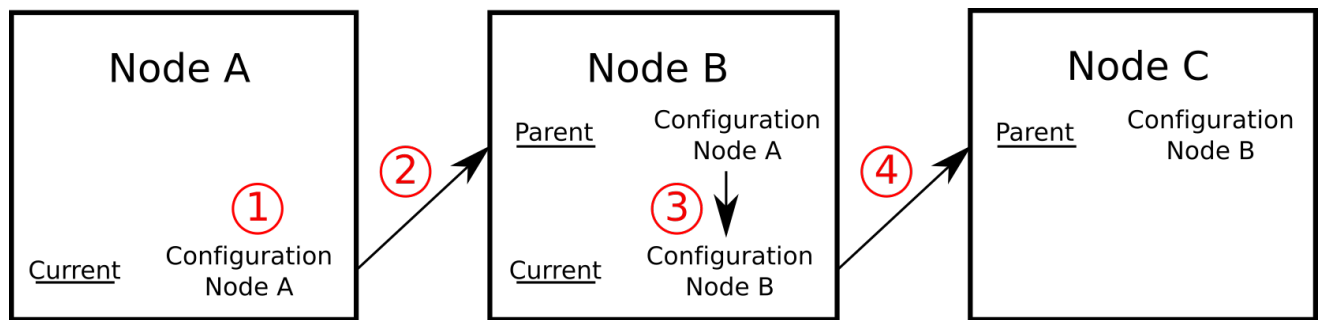 Node A
①
Current
Configuration
Node A
②
Node B
Parent
Configuration
Node A
③
Current
Configuration
Node B
④
Node C
Parent
Configuration
Node B